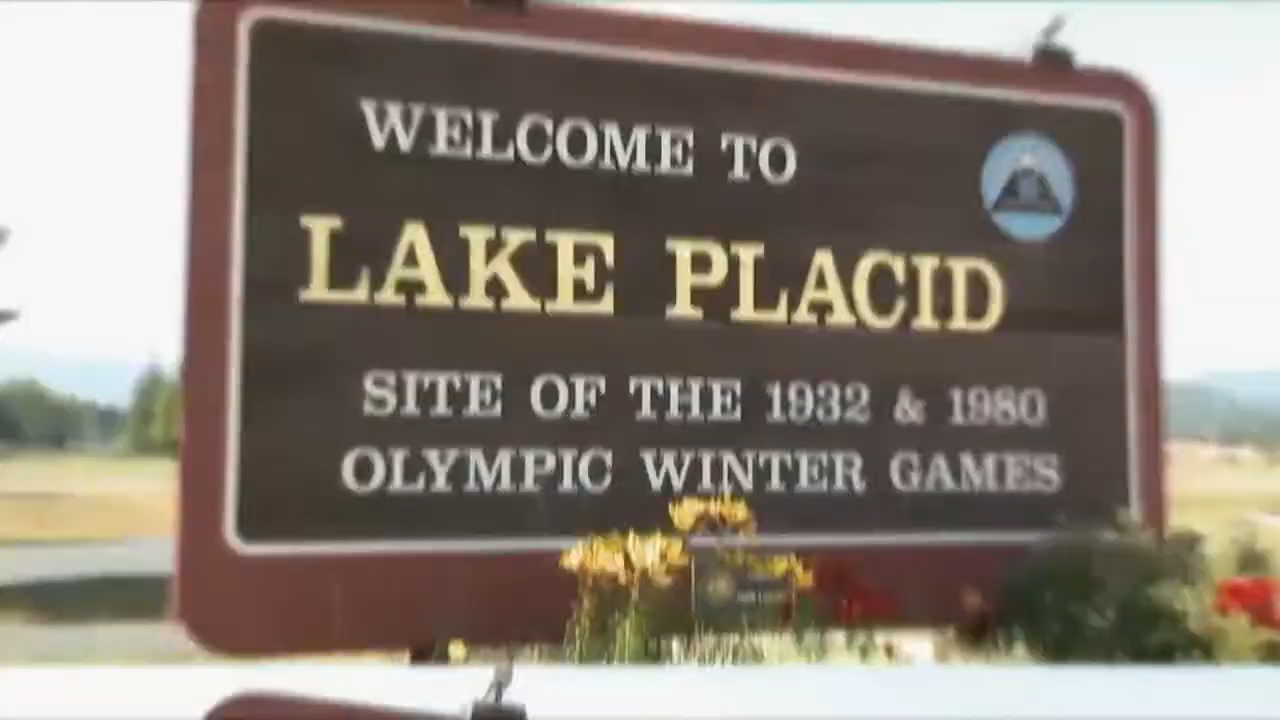 WELCOME TO
LAKE PLACID
SITE OF THE 1932 & 1980
OLYMPIC WINTER GAMES